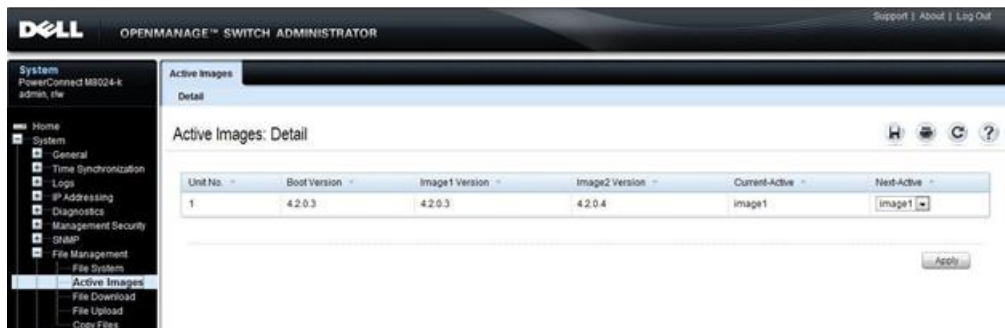 Support | About | Log Out
DELL
OPENMANAGE™ SWITCH ADMINISTRATOR
System
PowerConnect M8024-k
admin, r/w
Active Images
Detail
Home
System
General
Time Synchronization
Logs
IP Addressing
Diagnostics
Management Security
SNMP
File Management
File System
Active Images
File Download
File Upload
Copy Files
Active Images: Detail
Unit No. Boot Version Image1 Version Image2 Version Current-Active Next-Active
1 4.2.0.3 4.2.0.3 4.2.0.4 image1 image1
Apply